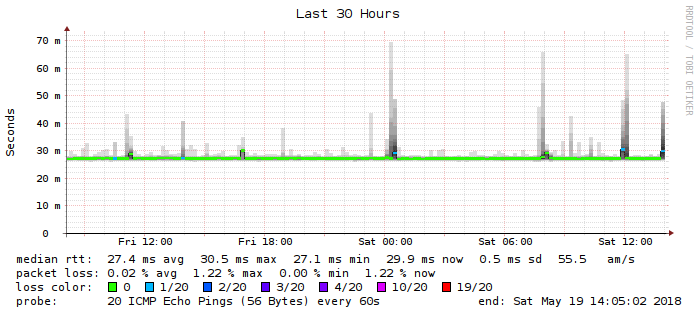 Last 30 Hours
RRDTOOL / TOBI OETIKER
Seconds
70 m
60 m
50 m
40 m
30 m
20 m
10 m
0
Fri 12:00 Fri 18:00 Sat 00:00 Sat 06:00 Sat 12:00
median rtt: 27.4 ms avg 30.5 ms max 27.1 ms min 29.9 ms now 0.5 ms sd 55.5 am/s
packet loss: 0.02 % avg 1.22 % max 0.00 % min 1.22 % now
loss color: 0 1/20 2/20 3/20 4/20 10/20 19/20
probe: 20 ICMP Echo Pings (56 Bytes) every 60s end: Sat May 19 14:05:02 2018